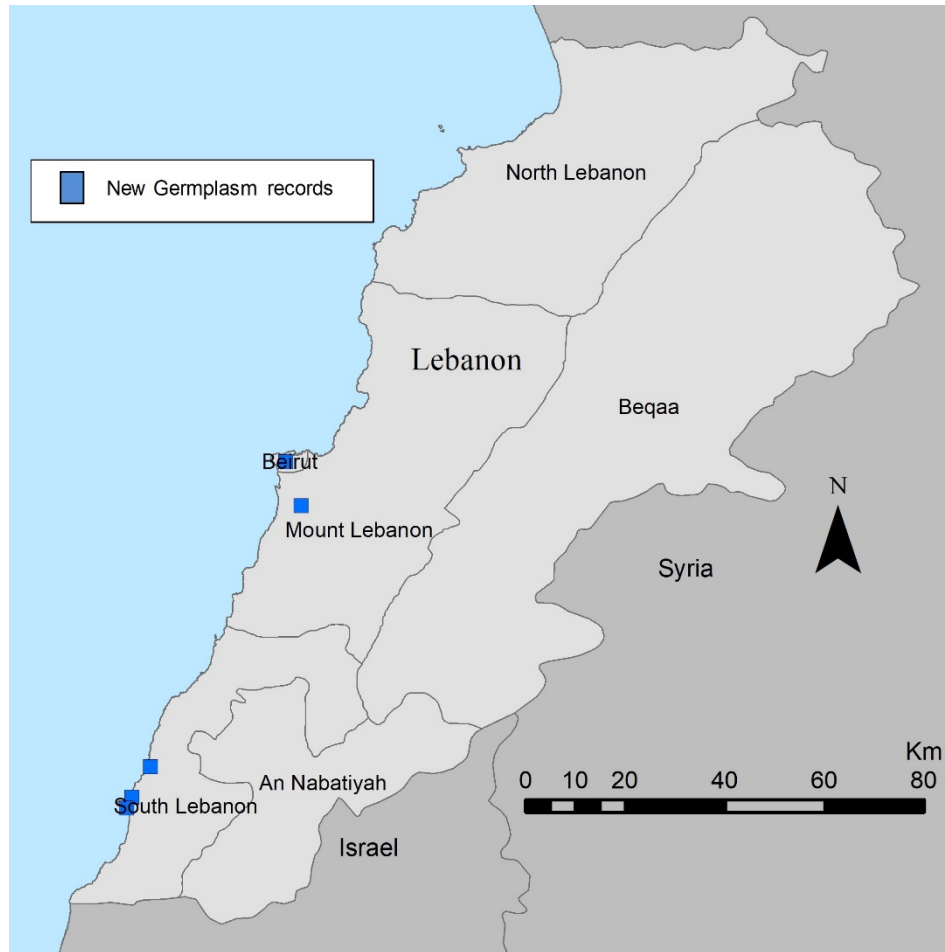 North Lebanon
New Germplasm records
Lebanon
Beqaa
Beirut
N
Mount Lebanon
Syria
Km
An Nabatiyah
0 10 20 40 60 80
South Lebanon
Israel